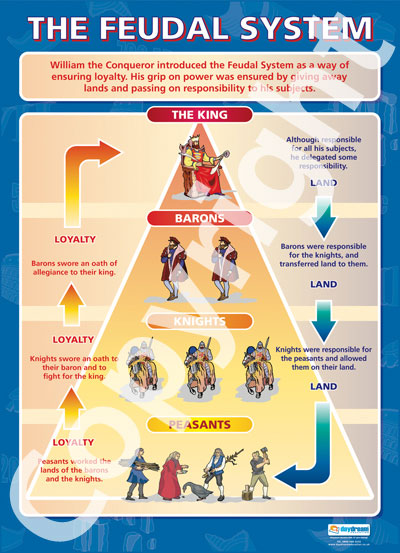 THE FEUDAL SYSTEM
William the Conqueror introduced the Feudal System as a way of
ensuring loyalty. His grip on power was ensured by giving away
lands and passing on responsibility to his subjects.
THE KING
Although responsible
for all his subjects,
he delegated some
responsibility.
LAND
BARONS
LOYALTY
Barons swore an oath of
allegiance to their king.
Barons were responsible
for the knights, and
transferred land to them.
LAND
KNIGHTS
LOYALTY
Knights swore an oath to
their baron and to
fight for the king.
Knights were responsible for
the peasants and allowed
them on their land.
LAND
PEASANTS
LOYALTY
Peasants worked the
lands of the barons
and the knights.
daydream
Copyright